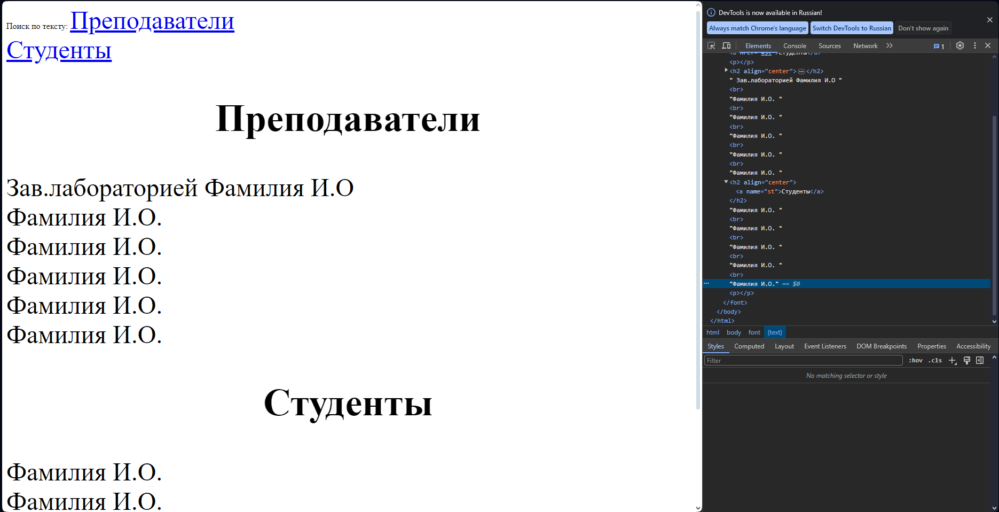 Поиск по тексту: Преподаватели
Студенты
Преподаватели
Зав.лабораторией Фамилия И.О
Фамилия И.О.
Фамилия И.О.
Фамилия И.О.
Фамилия И.О.
Фамилия И.О.
Студенты
Фамилия И.О.
Фамилия И.О.
DevTools is now available in Russian!
Always match Chrome's language Switch DevTools to Russian Don't show again
Elements Console Sources Network 1
<a href="#st">Студенты</a>
<p></p>
<h2 align="center">…</h2>
" Зав.лабораторией Фамилия И.О "
<br>
"Фамилия И.О. "
<br>
"Фамилия И.О. "
<br>
"Фамилия И.О. "
<br>
"Фамилия И.О. "
<br>
"Фамилия И.О. "
<h2 align="center">
<a name="st">Студенты</a>
</h2>
"Фамилия И.О. "
<br>
"Фамилия И.О. "
<br>
"Фамилия И.О. "
<br>
"Фамилия И.О. "
<br>
"Фамилия И.О." == $0
<p></p>
</font>
</body>
</html>
html body font (text)
Styles Computed Layout Event Listeners DOM Breakpoints Properties Accessibility
Filter :hov .cls
No matching selector or style